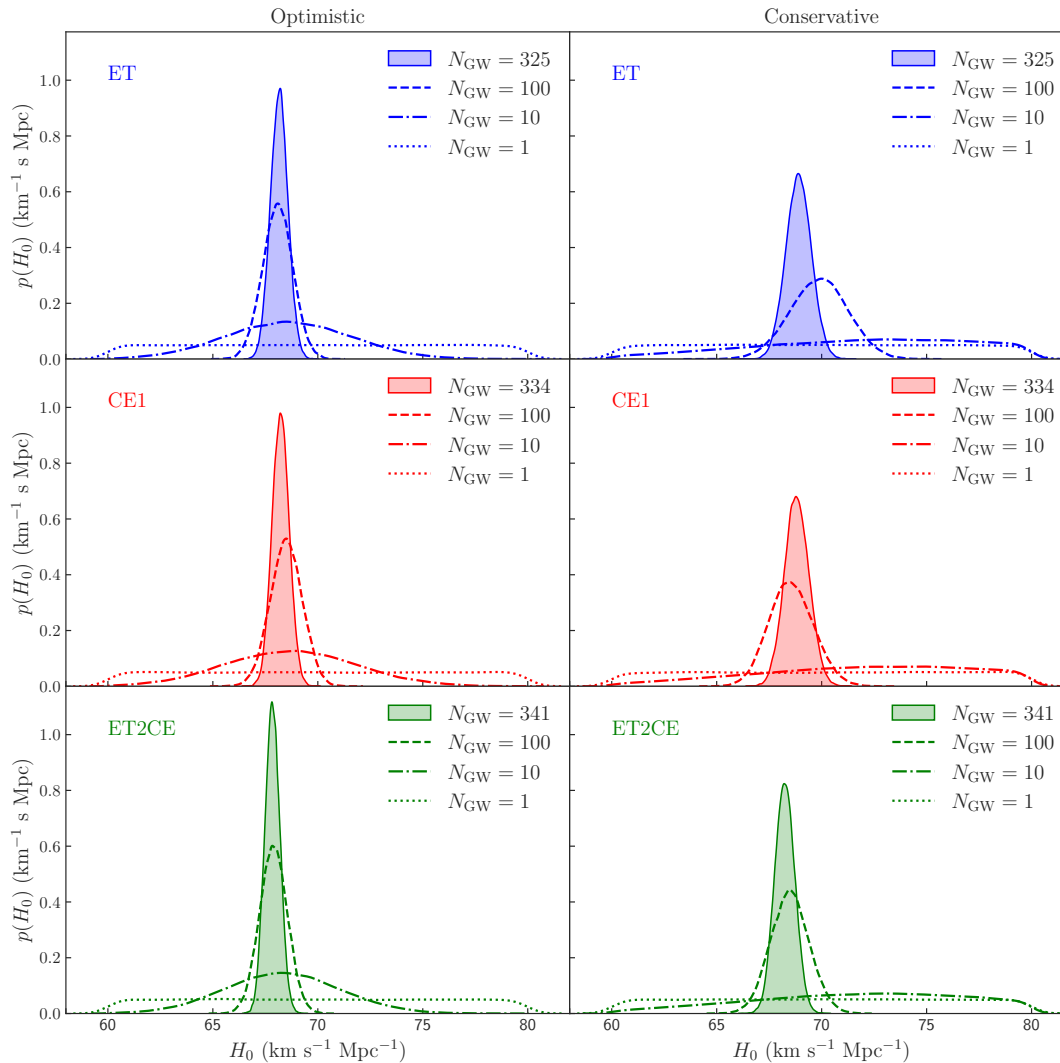 Optimistic
Conservative
ET
N_GW = 325
N_GW = 100
N_GW = 10
N_GW = 1
ET
N_GW = 325
N_GW = 100
N_GW = 10
N_GW = 1
1.0
0.8
0.6
0.4
0.2
0.0
p(H₀) (km⁻¹ s Mpc)
CE1
N_GW = 334
N_GW = 100
N_GW = 10
N_GW = 1
CE1
N_GW = 334
N_GW = 100
N_GW = 10
N_GW = 1
1.0
0.8
0.6
0.4
0.2
0.0
p(H₀) (km⁻¹ s Mpc)
ET2CE
N_GW = 341
N_GW = 100
N_GW = 10
N_GW = 1
ET2CE
N_GW = 341
N_GW = 100
N_GW = 10
N_GW = 1
1.0
0.8
0.6
0.4
0.2
0.0
p(H₀) (km⁻¹ s Mpc)
60 65 70 75 80
60 65 70 75 80
H₀ (km s⁻¹ Mpc⁻¹)
H₀ (km s⁻¹ Mpc⁻¹)